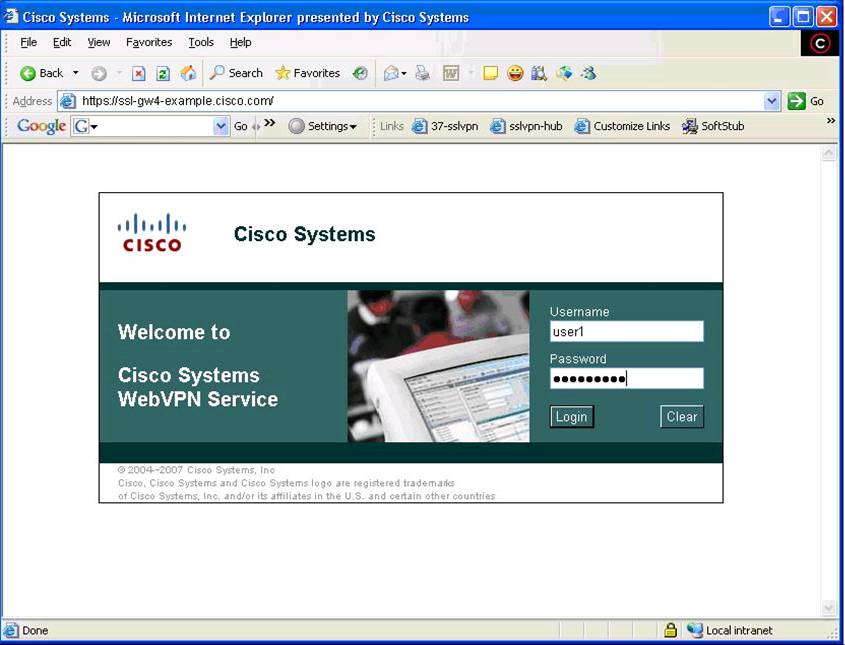 Cisco Systems - Microsoft Internet Explorer presented by Cisco Systems
File Edit View Favorites Tools Help
Back Search Favorites
Address https://ssl-gw4-example.cisco.com/ Go
Google G Go » Settings Links 37-sslvpn sslvpn-hub Customize Links SoftStub »
CISCO
Cisco Systems
Welcome to
Cisco Systems
WebVPN Service
Username
user1
Password
●●●●●●●●●
Login Clear
© 2004-2007 Cisco Systems, Inc
Cisco, Cisco Systems and Cisco Systems logo are registered trademarks
of Cisco Systems, Inc. and/or its affiliates in the U.S. and certain other countries
Done Local intranet